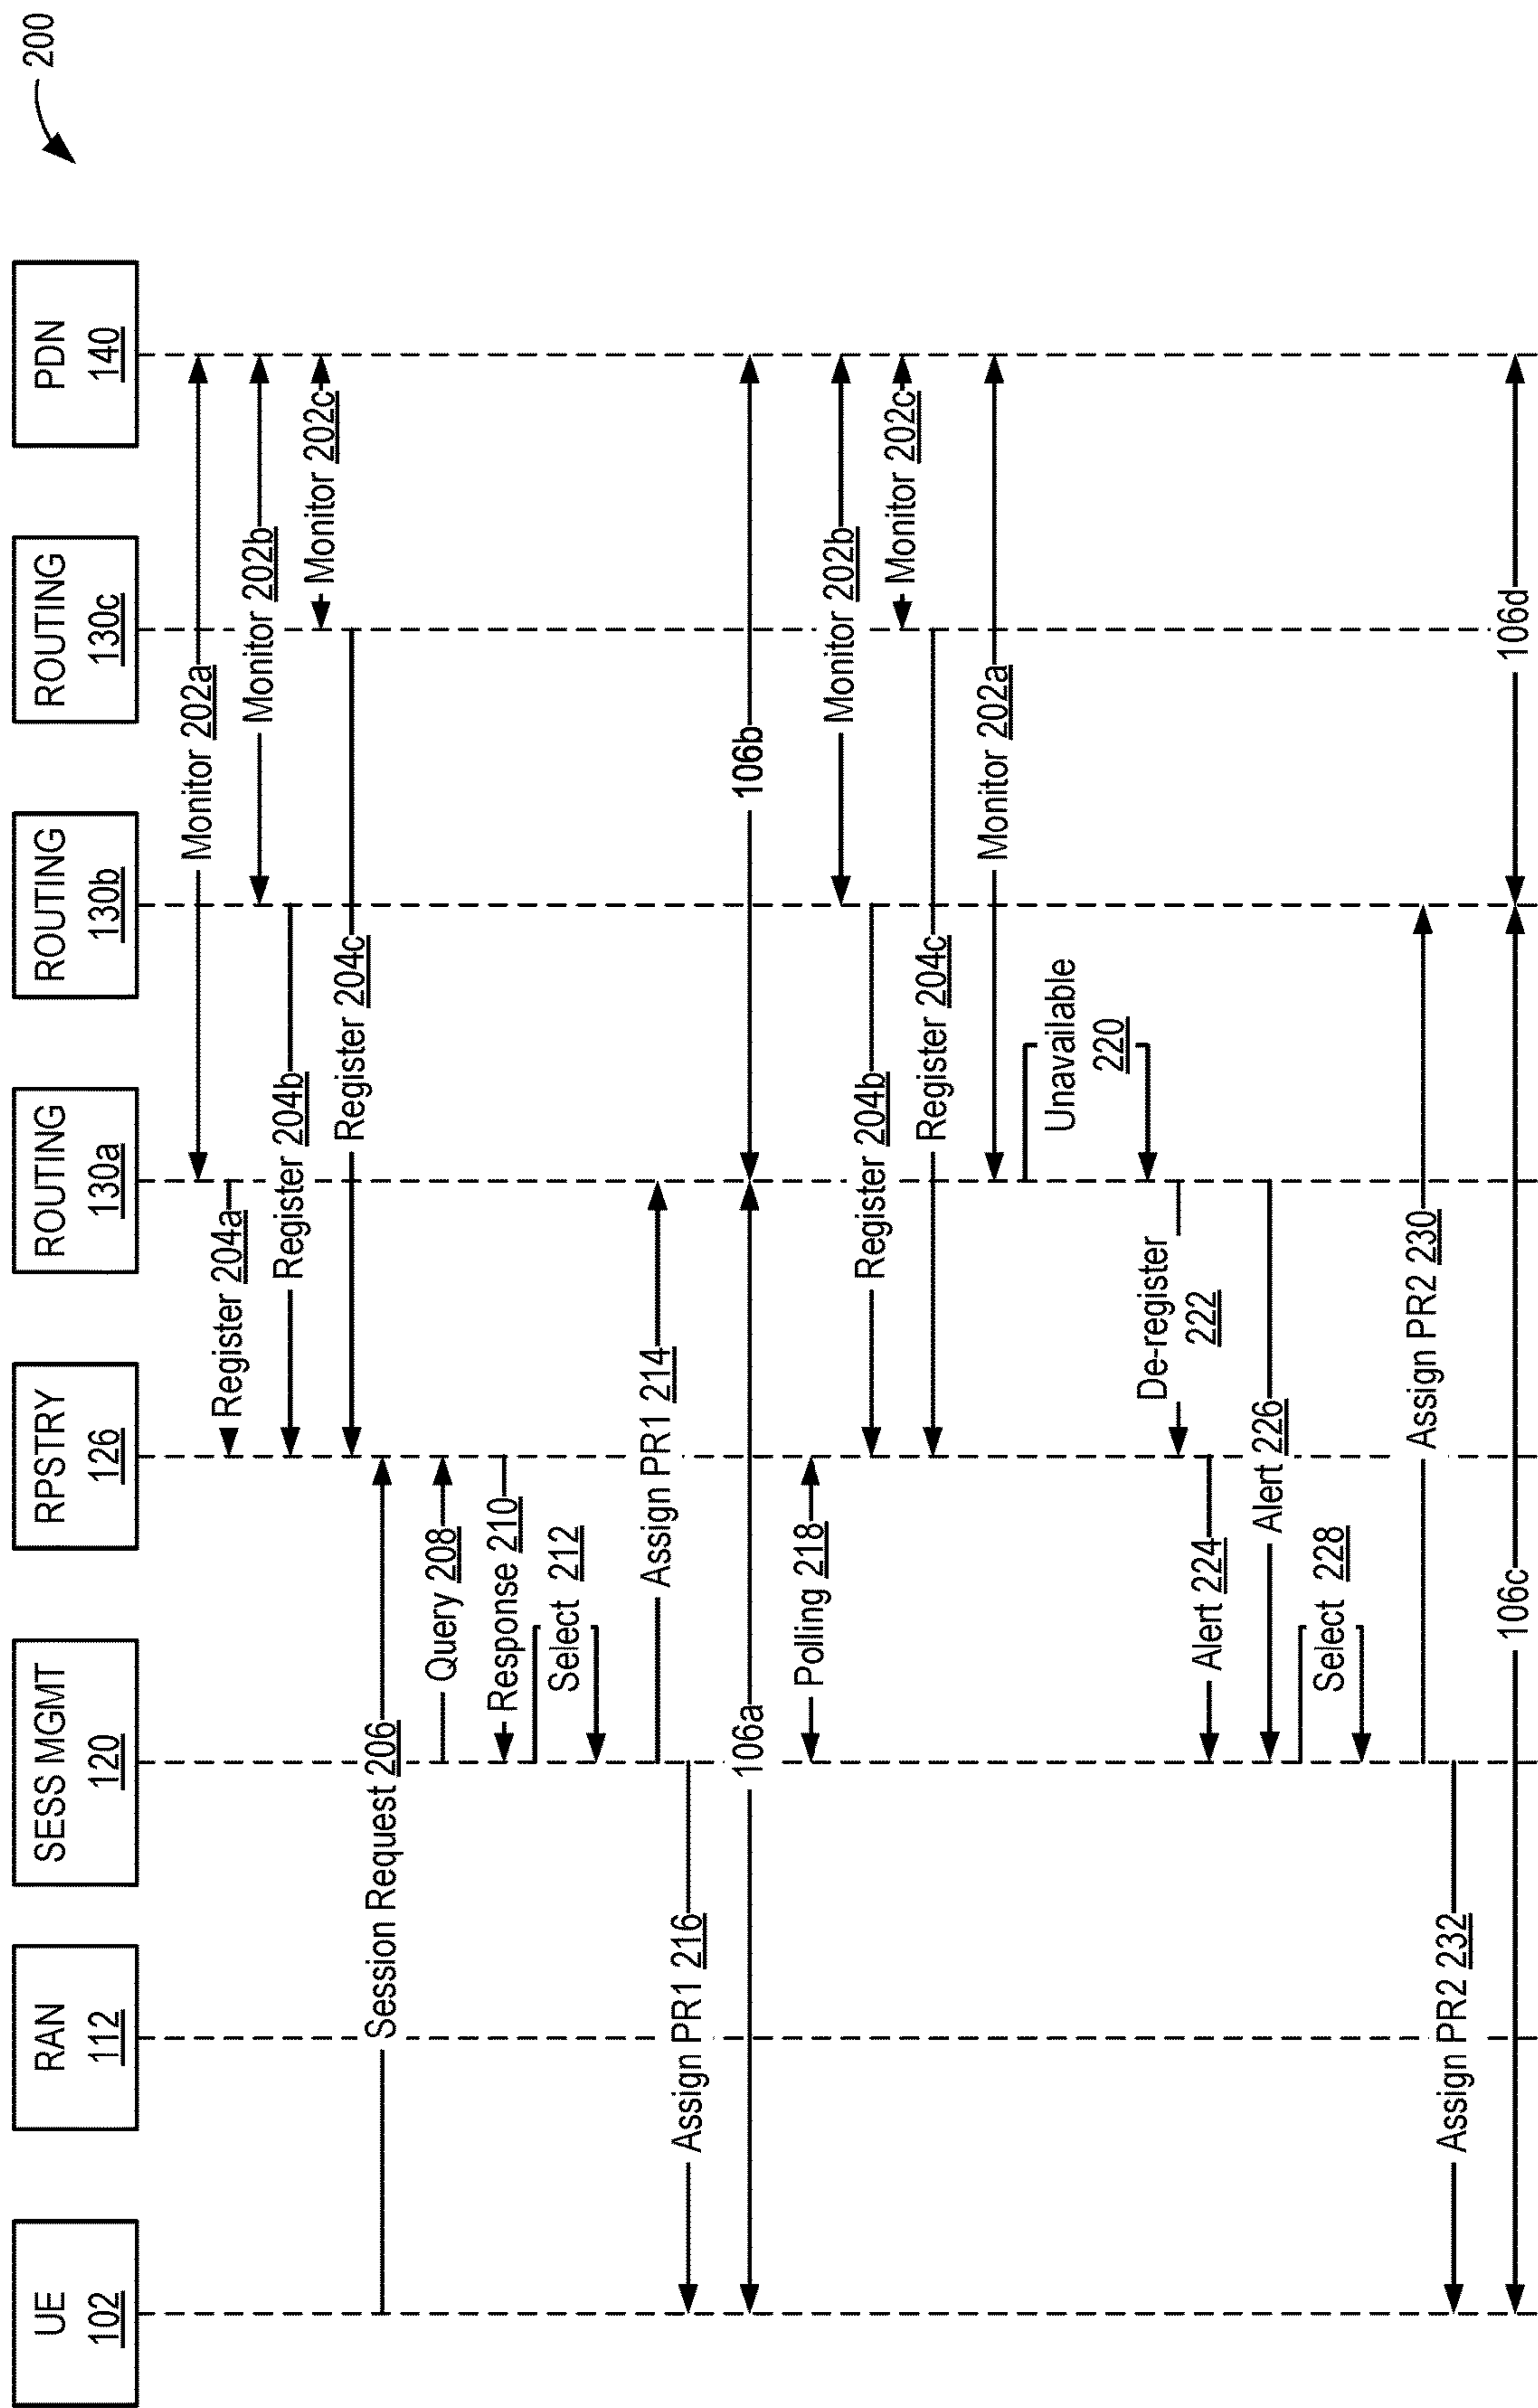 200
UE
102
RAN
112
SESS MGMT
120
RPSTRY
126
ROUTING
130a
ROUTING
130b
ROUTING
130c
PDN
140
Monitor 202a
Register 204a
Monitor 202b
Register 204b
Monitor 202c
Register 204c
Session Request 206
Query 208
Response 210
Select 212
Assign PR1 214
Assign PR1 216
106a
106b
Polling 218
Monitor 202b
Register 204b
Monitor 202c
Register 204c
Monitor 202a
Unavailable
220
De-register
222
Alert 224
Alert 226
Select 228
Assign PR2 230
Assign PR2 232
106c
106d